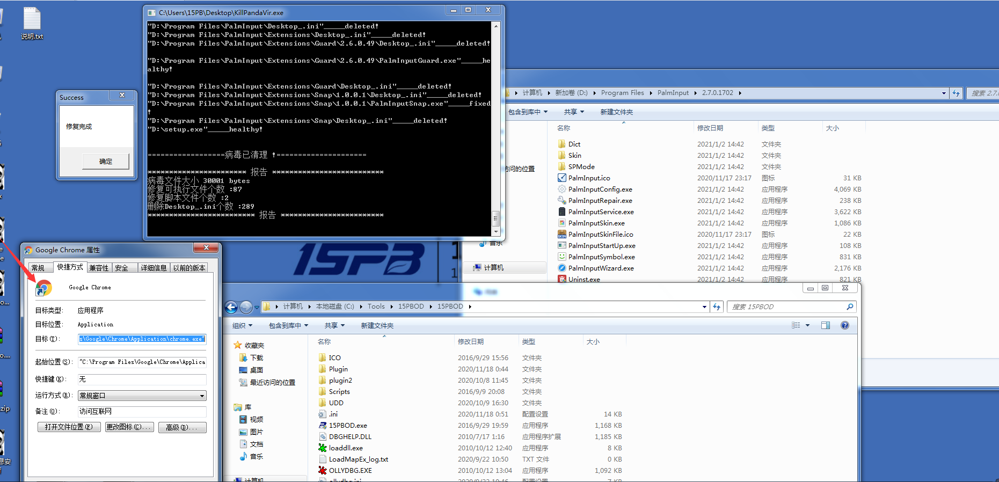 说明.txt
C:\Users\15PB\Desktop\KillPandaVir.exe
"D:\Program Files\PalmInput\Desktop_.ini"_____deleted!
"D:\Program Files\PalmInput\Extensions\Desktop_.ini"_____deleted!
"D:\Program Files\PalmInput\Extensions\Guard\2.6.0.49\Desktop_.ini"_____deleted!
"D:\Program Files\PalmInput\Extensions\Guard\2.6.0.49\PalmInputGuard.exe"_____he
althy!
"D:\Program Files\PalmInput\Extensions\Guard\Desktop_.ini"_____deleted!
"D:\Program Files\PalmInput\Extensions\Snap\1.0.0.1\Desktop_.ini"_____deleted!
"D:\Program Files\PalmInput\Extensions\Snap\1.0.0.1\PalmInputSnap.exe"_____fixed
!
"D:\Program Files\PalmInput\Extensions\Snap\Desktop_.ini"_____deleted!
"D:\setup.exe"_____healthy!
==================病毒已清理 !=====================
*********************** 报告 **************************
病毒文件大小 30001 bytes
修复可执行文件个数 :87
修复脚本文件个数 :2
删除Desktop_.ini个数 :289
************************* 报告 ************************
Success
修复完成
确定
计算机 新加卷 (D:) Program Files PalmInput 2.7.0.1702
搜索 2.7.
包含到库中 共享 新建文件夹
名称 修改日期 类型 大小
Dict 2021/1/2 14:42 文件夹
Skin 2021/1/2 14:42 文件夹
SPMode 2021/1/2 14:42 文件夹
PalmInput.ico 2020/11/17 23:17 图标 31 KB
PalmInputConfig.exe 2021/1/2 14:42 应用程序 4,069 KB
PalmInputRepair.exe 2021/1/2 14:42 应用程序 238 KB
PalmInputService.exe 2021/1/2 14:42 应用程序 3,622 KB
PalmInputSkin.exe 2021/1/2 14:42 应用程序 1,086 KB
PalmInputSkinFile.ico 2020/11/17 23:17 图标 22 KB
PalmInputStartUp.exe 2021/1/2 14:42 应用程序 108 KB
PalmInputSymbol.exe 2021/1/2 14:42 应用程序 831 KB
PalmInputWizard.exe 2021/1/2 14:42 应用程序 2,176 KB
Uninst.exe 2021/1/2 14:42 应用程序 821 KB
访问的位置
音乐
计算机
15PB
Google Chrome 属性
常规 快捷方式 兼容性 安全 详细信息 以前的版本
Google Chrome
目标类型: 应用程序
目标位置: Application
目标(T): s\Google\Chrome\Application\chrome.exe"
起始位置(S): "C:\Program Files\Google\Chrome\Applica
快捷键(K): 无
运行方式(R): 常规窗口
备注(O): 访问互联网
打开文件位置(F) 更改图标(C)... 高级(D)...
计算机 本地磁盘 (C:) Tools 15PBOD 15PBOD
搜索 15PBOD
组织 包含到库中 共享 新建文件夹
收藏夹
下载
桌面
最近访问的位置
库
视频
图片
文档
音乐
计算机
名称 修改日期 类型 大小
ICO 2016/9/29 15:56 文件夹
Plugin 2020/11/18 0:44 文件夹
plugin2 2020/10/8 11:45 文件夹
Scripts 2016/9/9 20:08 文件夹
UDD 2020/10/9 16:30 文件夹
.ini 2020/11/18 0:51 配置设置 14 KB
15PBOD.exe 2016/9/29 19:59 应用程序 1,168 KB
DBGHELP.DLL 2010/7/17 1:16 应用程序扩展 1,185 KB
loaddll.exe 2010/10/12 12:40 应用程序 8 KB
LoadMapEx_log.txt 2020/9/22 10:50 TXT 文件 0 KB
OLLYDBG.EXE 2010/10/12 13:04 应用程序 1,092 KB
ollydbg.ini 2020/9/22 10:46 配置设置 7 KB
zip
息安